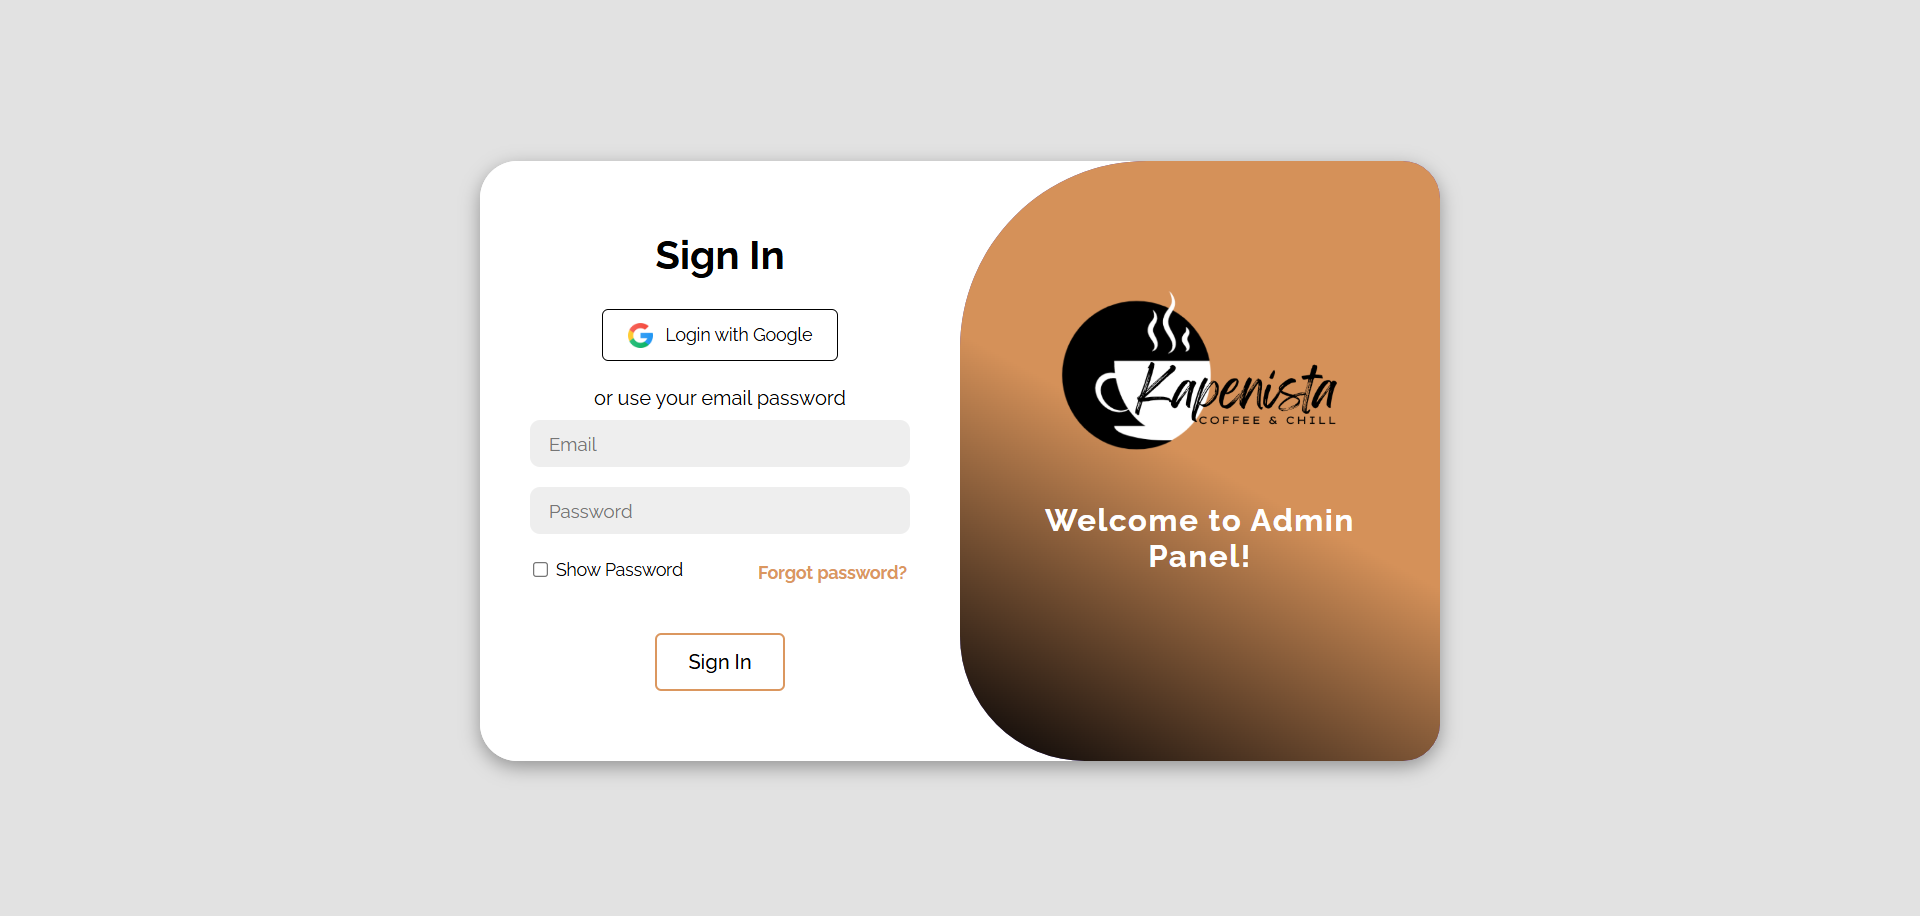 Sign In
Login with Google
or use your email password
Email
Password
Show Password
Forgot password?
Sign In
Kapenista
COFFEE & CHILL
Welcome to Admin
Panel!